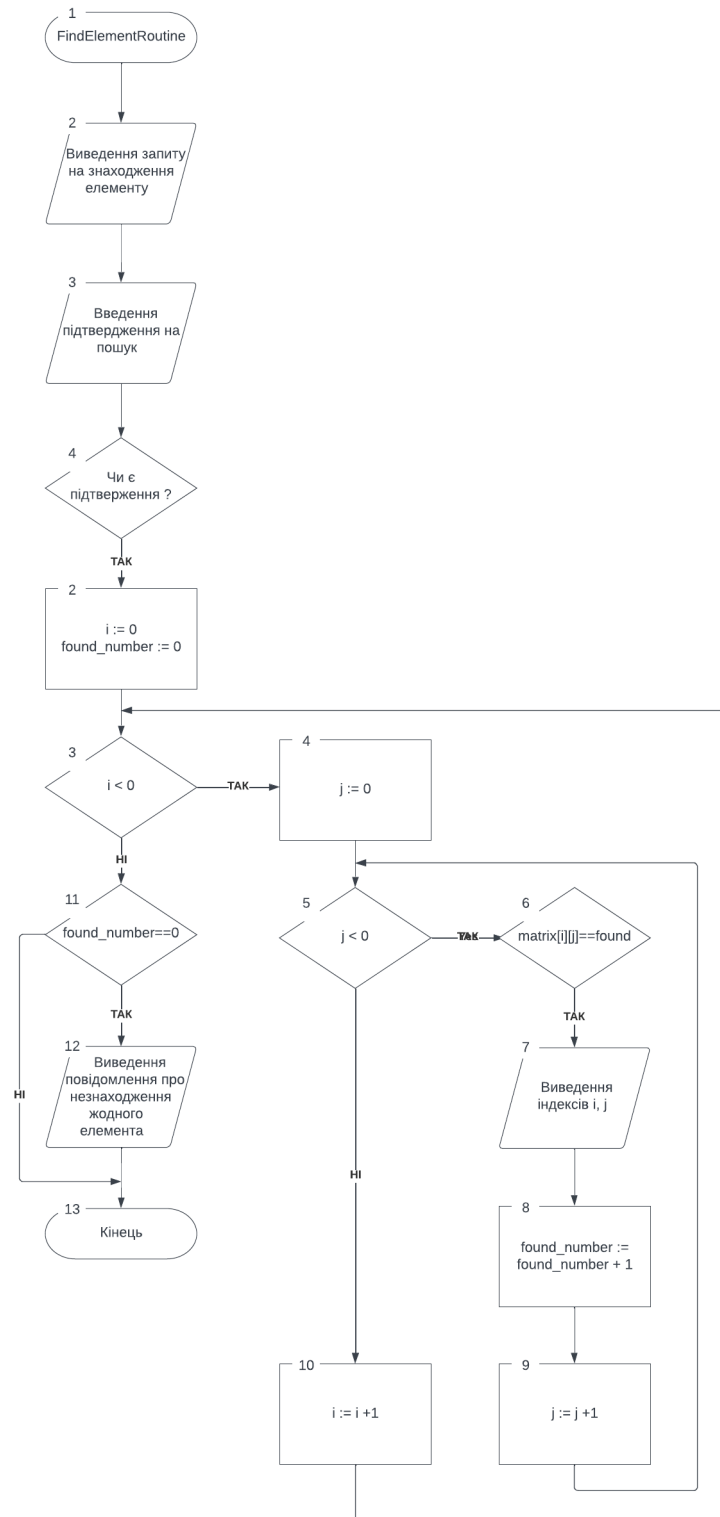 1
FindElementRoutine
2
Виведення запиту
на знаходження
елементу
3
Введення
підтвердження на
пошук
4
Чи є
підтверження ?
ТАК
2
i := 0
found_number := 0
3
i < 0
ТАК
4
j := 0
НІ
11
found_number==0
5
j < 0
ТАК
6
matrix[i][j]==found
ТАК
12
Виведення
повідомлення про
незнаходження
жодного
елемента
НІ
ТАК
7
Виведення
індексів i, j
НІ
13
Кінець
8
found_number :=
found_number + 1
10
i := i +1
9
j := j +1